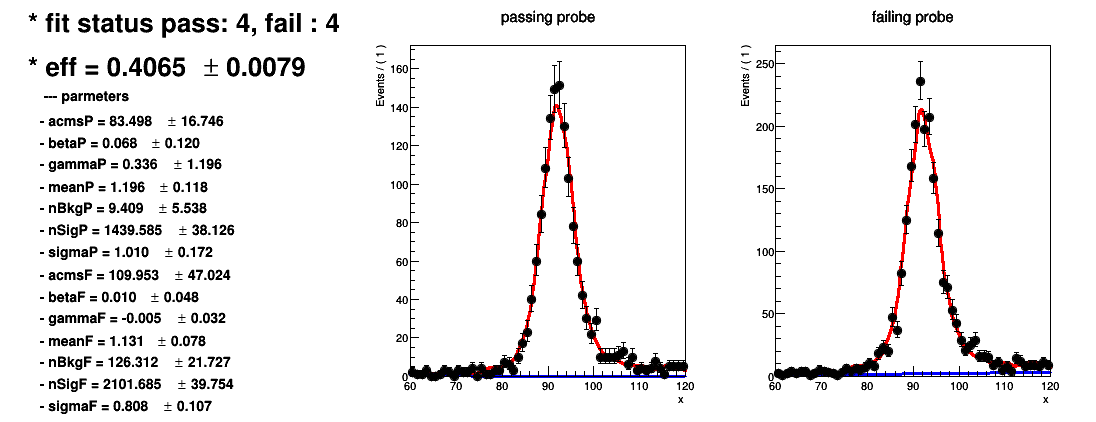 * fit status pass: 4, fail : 4
* eff = 0.4065 ± 0.0079
--- parmeters
- acmsP = 83.498 ± 16.746
- betaP = 0.068 ± 0.120
- gammaP = 0.336 ± 1.196
- meanP = 1.196 ± 0.118
- nBkgP = 9.409 ± 5.538
- nSigP = 1439.585 ± 38.126
- sigmaP = 1.010 ± 0.172
- acmsF = 109.953 ± 47.024
- betaF = 0.010 ± 0.048
- gammaF = -0.005 ± 0.032
- meanF = 1.131 ± 0.078
- nBkgF = 126.312 ± 21.727
- nSigF = 2101.685 ± 39.754
- sigmaF = 0.808 ± 0.107
passing probe
Events / ( 1 )
160
140
120
100
80
60
40
20
0
60 70 80 90 100 110 120
x
failing probe
Events / ( 1 )
250
200
150
100
50
0
60 70 80 90 100 110 120
x